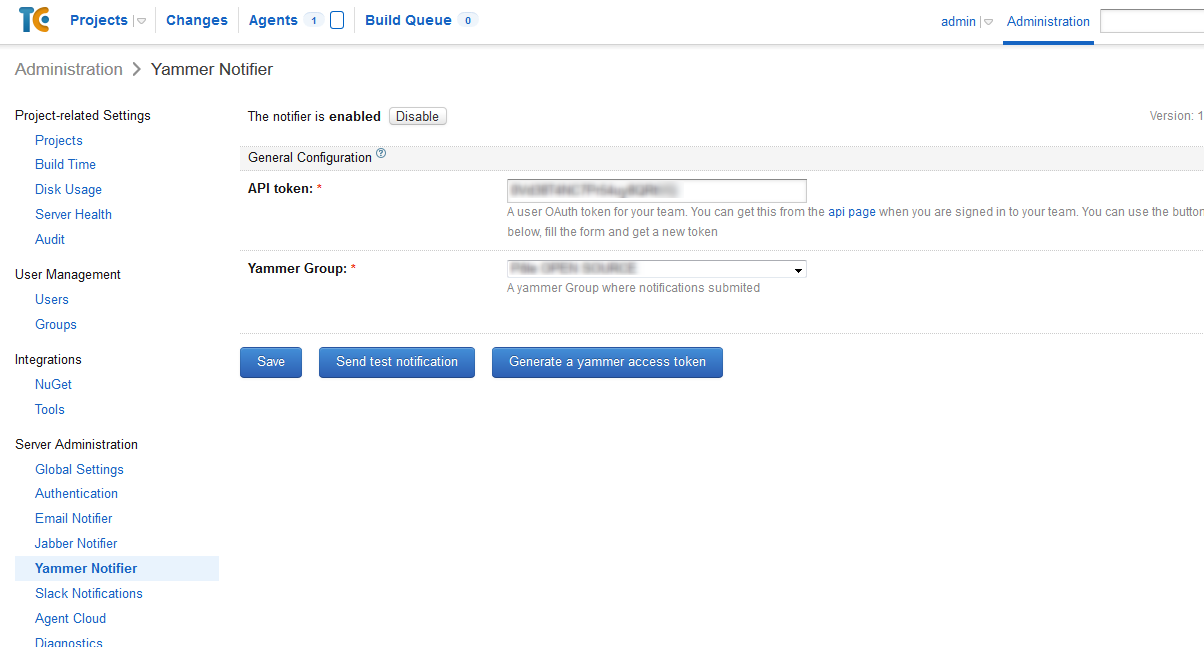 TC Projects Changes Agents 1 Build Queue 0 admin Administration
Administration > Yammer Notifier
Project-related Settings
Projects
Build Time
Disk Usage
Server Health
Audit
User Management
Users
Groups
Integrations
NuGet
Tools
Server Administration
Global Settings
Authentication
Email Notifier
Jabber Notifier
Yammer Notifier
Slack Notifications
Agent Cloud
Diagnostics
The notifier is enabled Disable
Version: 1
General Configuration ?
API token: *
A user OAuth token for your team. You can get this from the api page when you are signed in to your team. You can use the button
below, fill the form and get a new token
Yammer Group: *
A yammer Group where notifications submited
Save Send test notification Generate a yammer access token